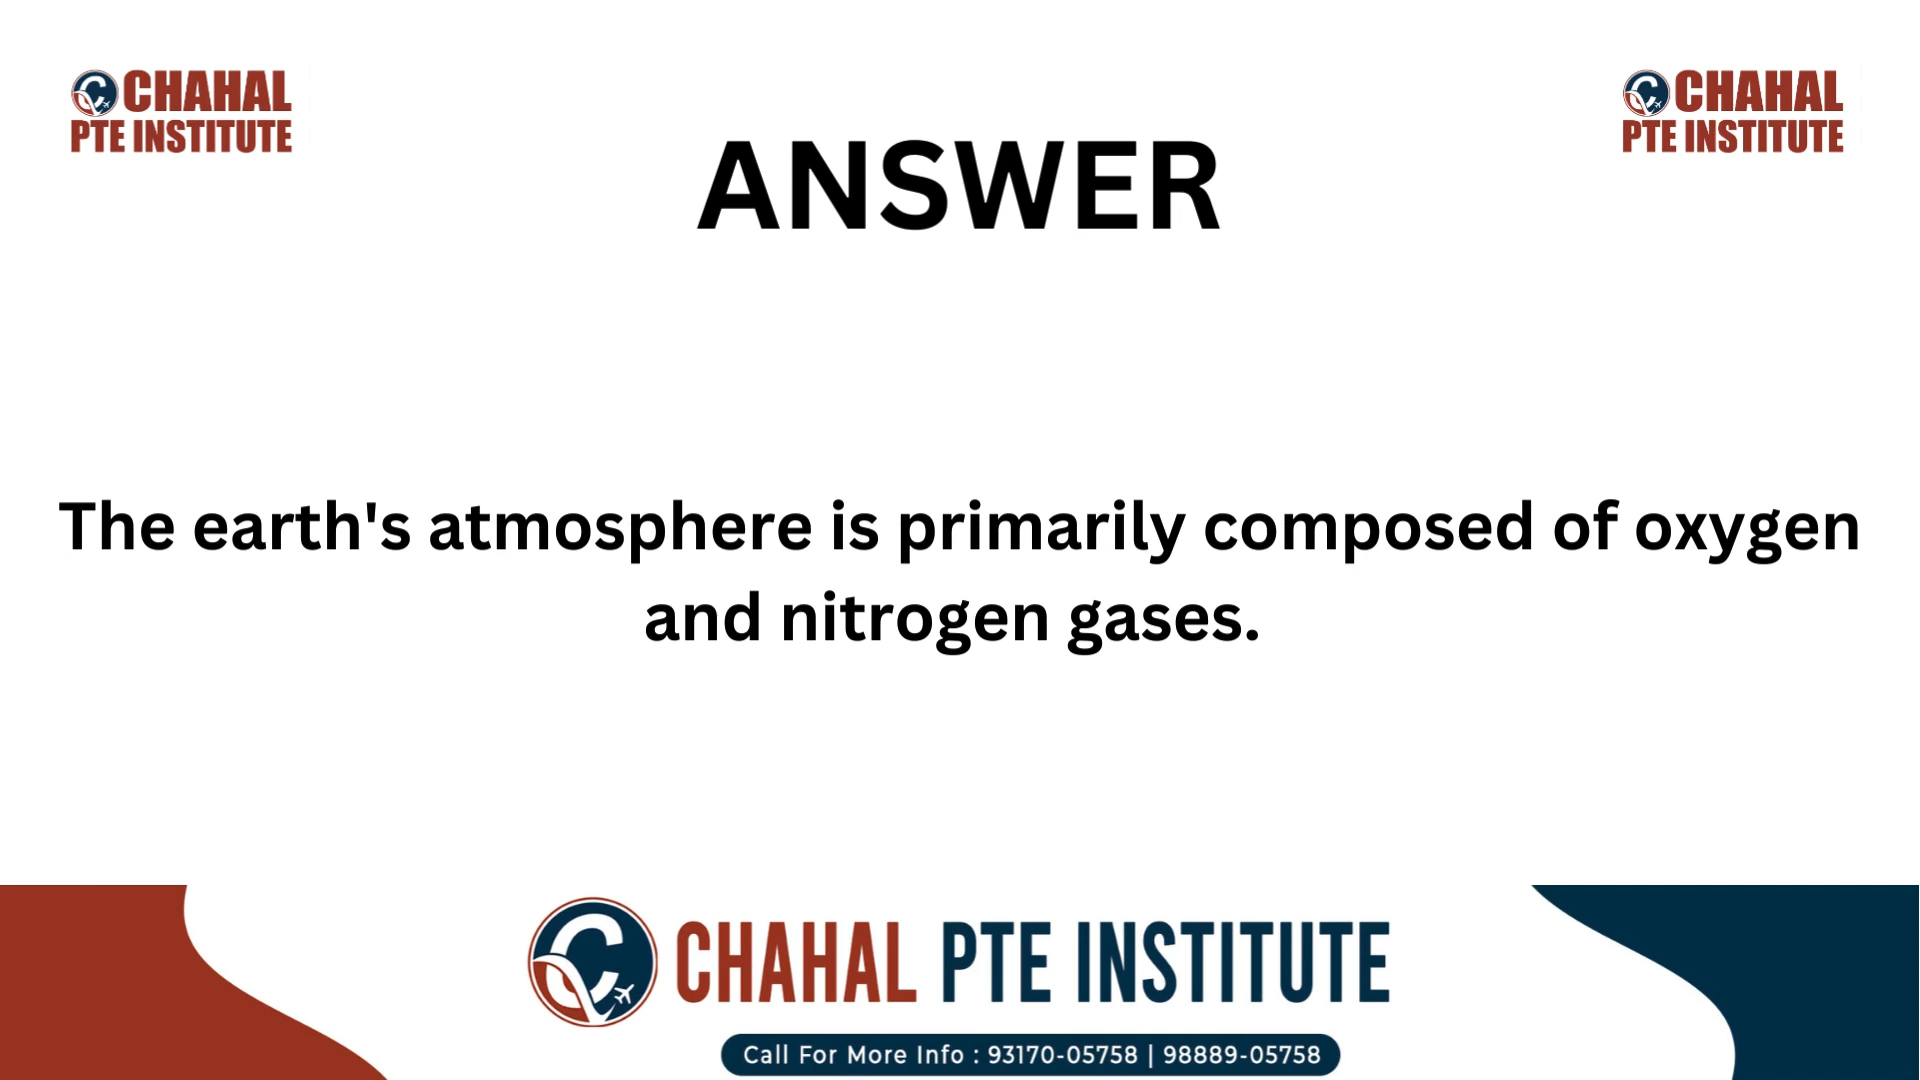 CHAHAL
PTE INSTITUTE
CHAHAL
PTE INSTITUTE
ANSWER
The earth's atmosphere is primarily composed of oxygen
and nitrogen gases.
CHAHAL PTE INSTITUTE
Call For More Info : 93170-05758 | 98889-05758